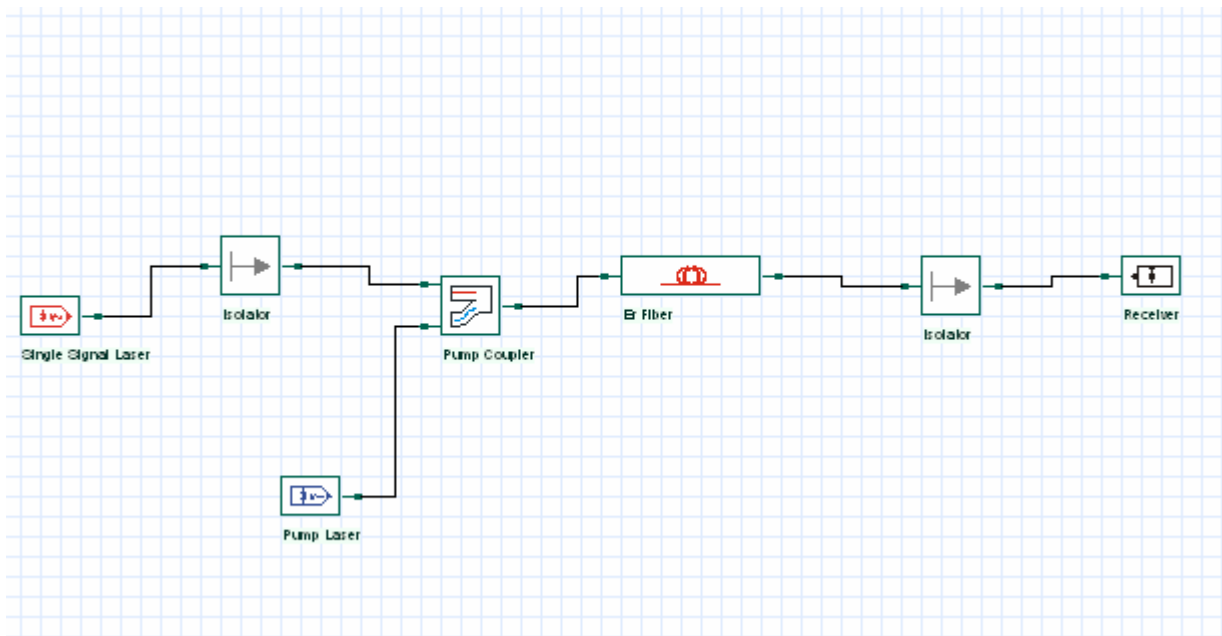 Isolator
Single Signal Laser
Pump Coupler
Er Fiber
Isolator
Receiver
Pump Laser